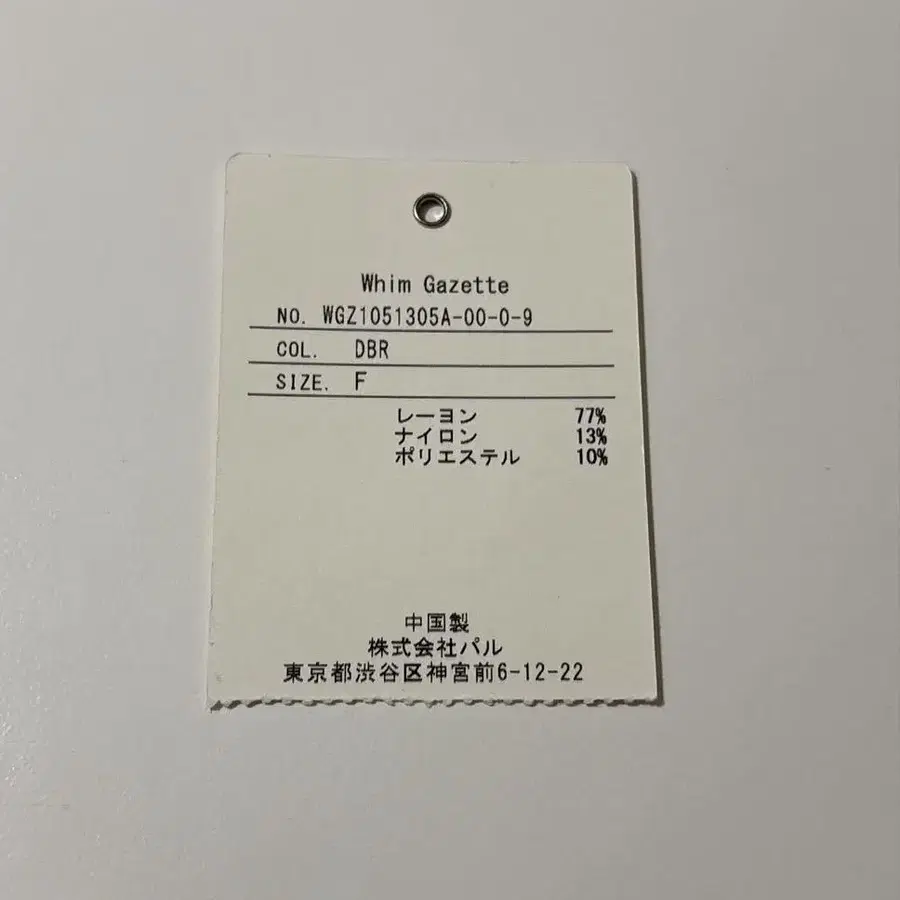 Whim Gazette
NO. WGZ1051305A-00-0-9
COL. DBR
SIZE. F
レーヨン 77%
ナイロン 13%
ポリエステル 10%
中国製
株式会社パル
東京都渋谷区神宮前6-12-22